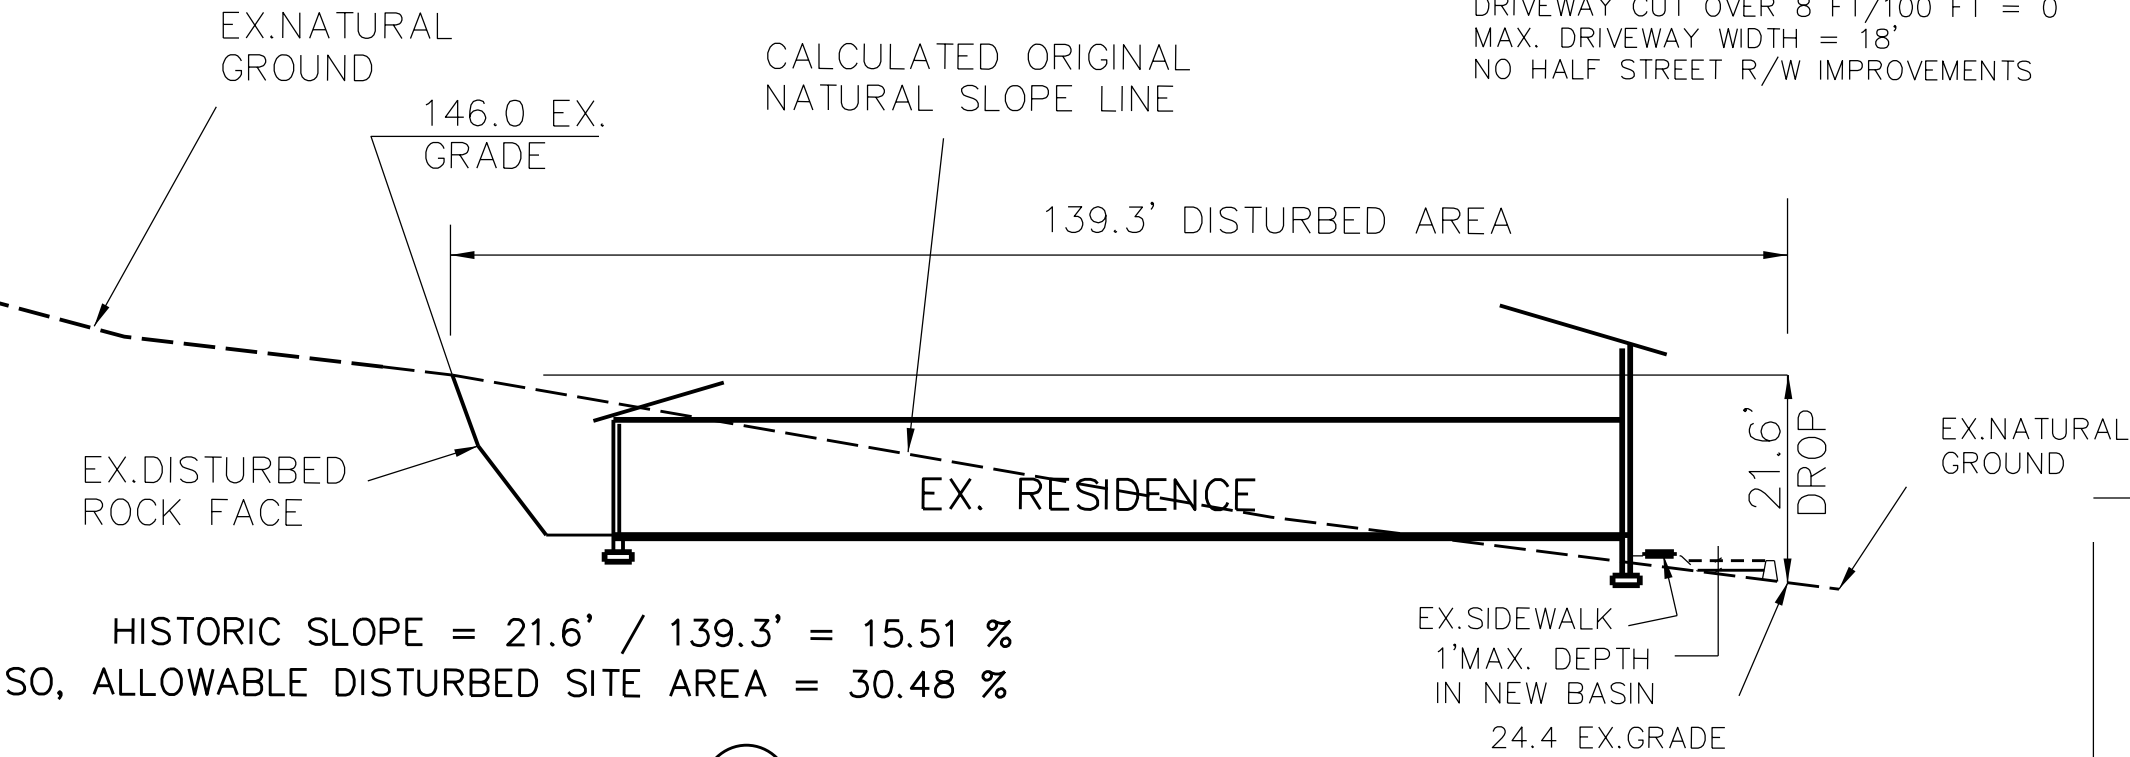 EX.NATURAL
GROUND
146.0 EX.
GRADE
CALCULATED ORIGINAL
NATURAL SLOPE LINE
DRIVEWAY CUT OVER 8 FT/100 FT = 0
MAX. DRIVEWAY WIDTH = 18'
NO HALF STREET R/W IMPROVEMENTS
139.3' DISTURBED AREA
21.6'
DROP
EX.NATURAL
GROUND
EX.DISTURBED
ROCK FACE
EX. RESIDENCE
HISTORIC SLOPE = 21.6' / 139.3' = 15.51 %
SO, ALLOWABLE DISTURBED SITE AREA = 30.48 %
EX.SIDEWALK
1'MAX. DEPTH
IN NEW BASIN
24.4 EX.GRADE